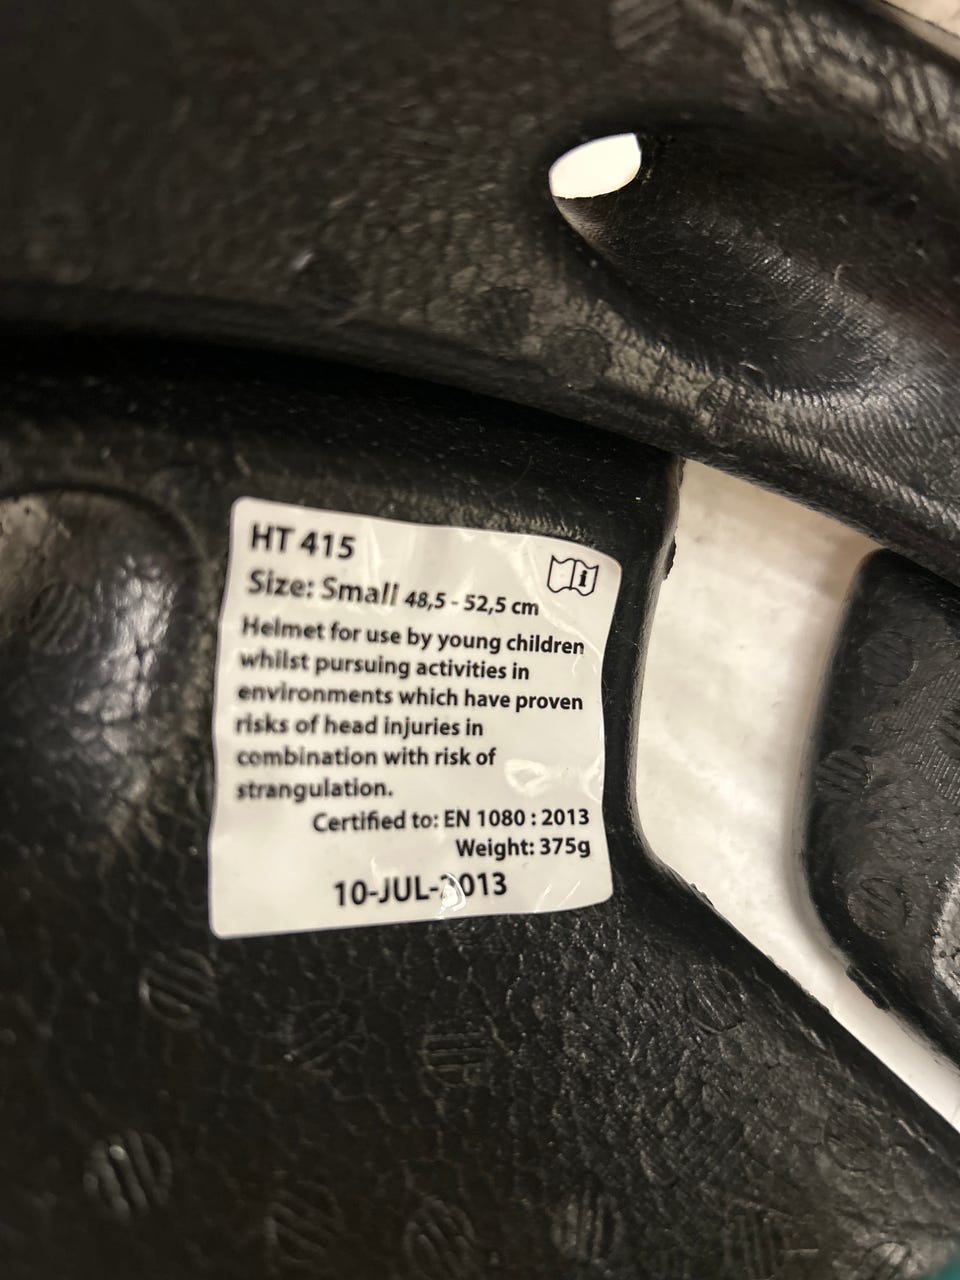 HT 415
Size: Small 48,5 - 52,5 cm
Helmet for use by young children
whilst pursuing activities in
environments which have proven
risks of head injuries in
combination with risk of
strangulation.
Certified to: EN 1080 : 2013
Weight: 375g
10-JUL-2013